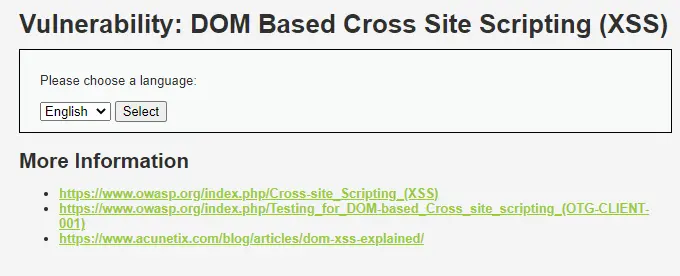 Vulnerability: DOM Based Cross Site Scripting (XSS)
Please choose a language:
English Select
More Information
https://www.owasp.org/index.php/Cross-site_Scripting_(XSS)
https://www.owasp.org/index.php/Testing_for_DOM-based_Cross_site_scripting_(OTG-CLIENT-
001)
https://www.acunetix.com/blog/articles/dom-xss-explained/